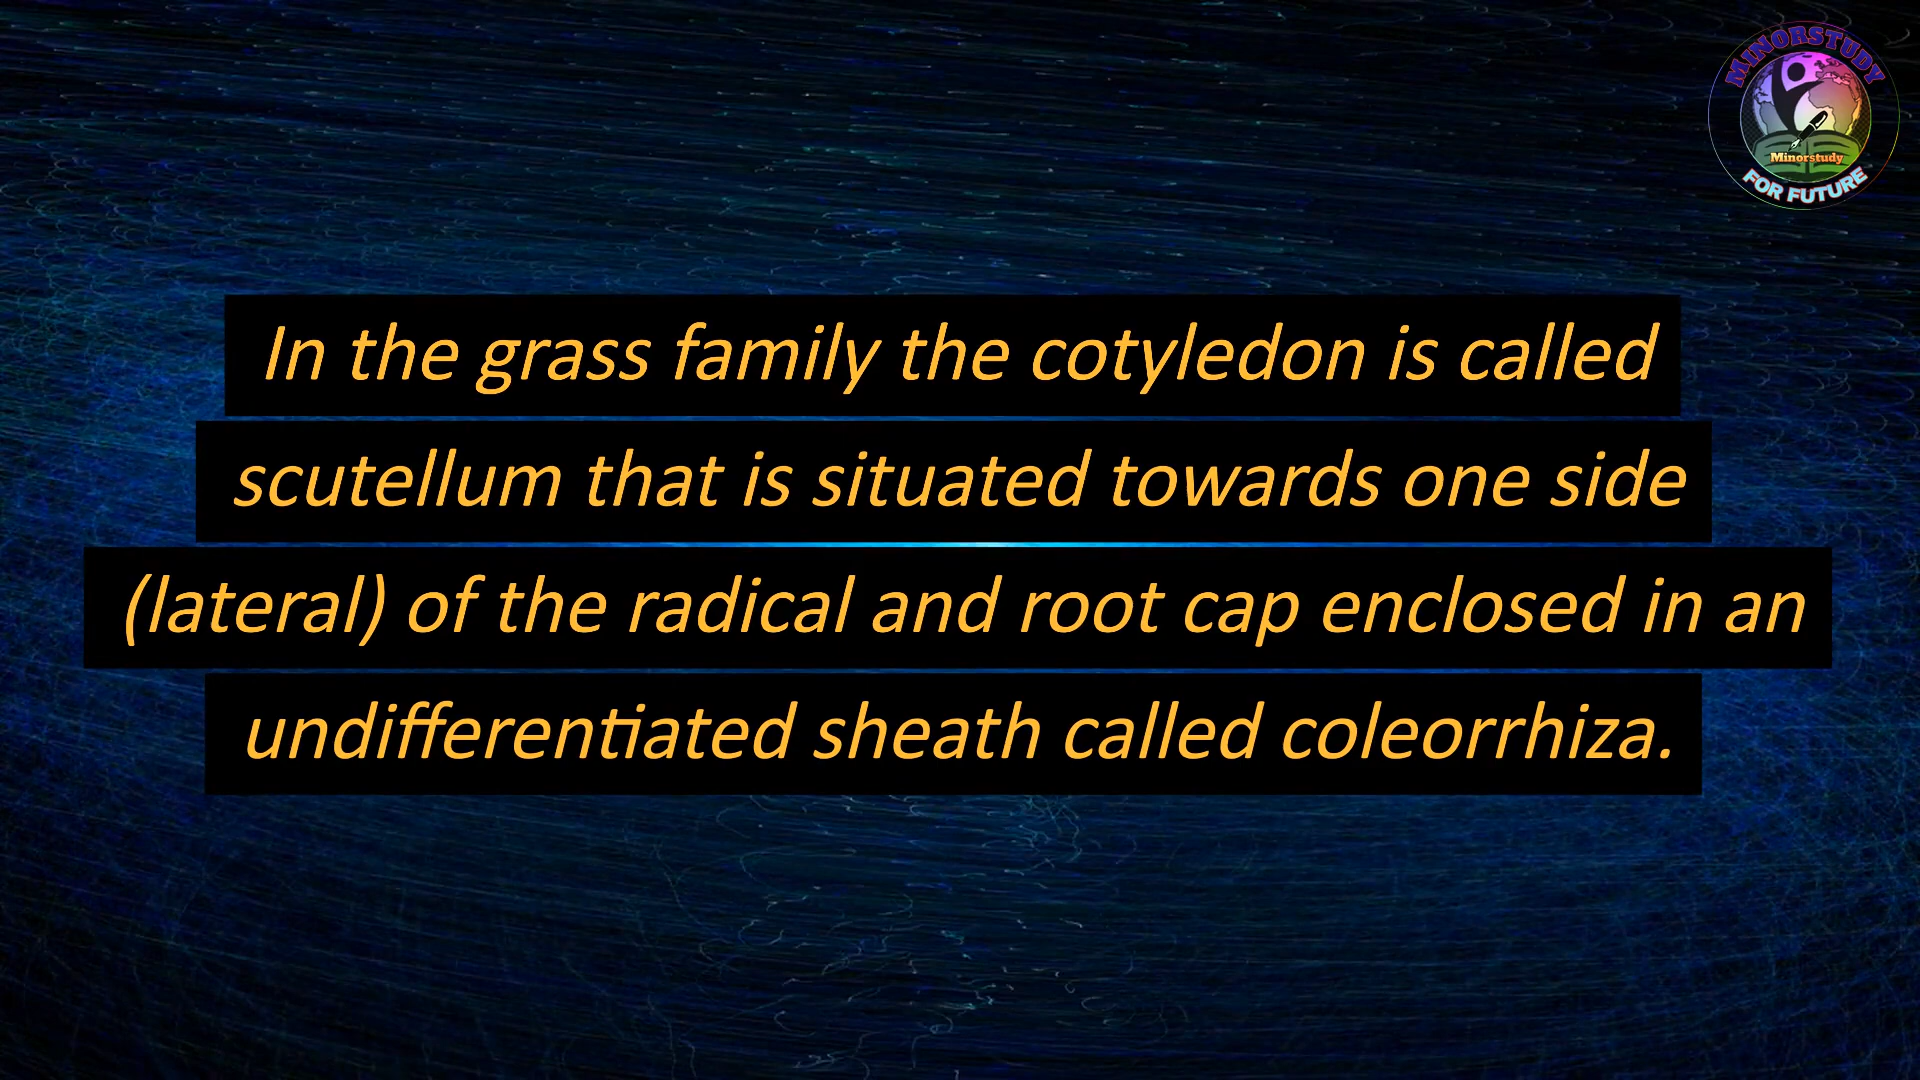 MINORSTUDY
Minorstudy
FOR FUTURE
In the grass family the cotyledon is called
scutellum that is situated towards one side
(lateral) of the radical and root cap enclosed in an
undifferentiated sheath called coleorrhiza.